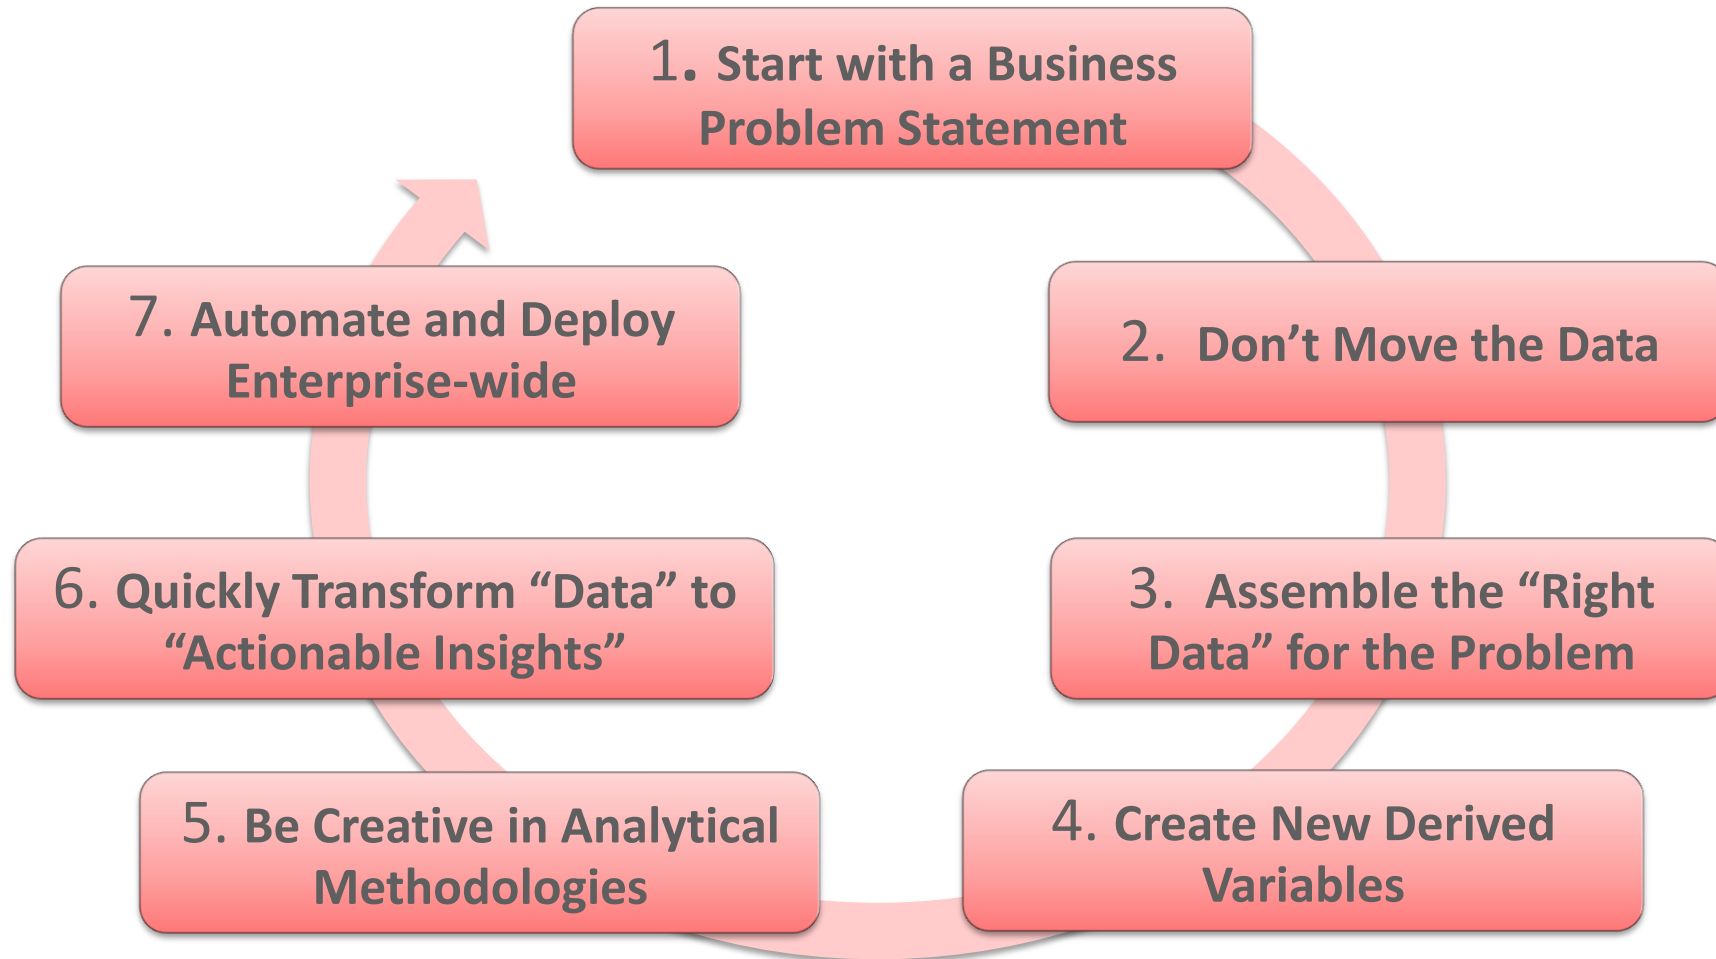 1. Start with a Business
Problem Statement
2. Don’t Move the Data
3. Assemble the “Right
Data” for the Problem
4. Create New Derived
Variables
5. Be Creative in Analytical
Methodologies
6. Quickly Transform “Data” to
“Actionable Insights”
7. Automate and Deploy
Enterprise-wide